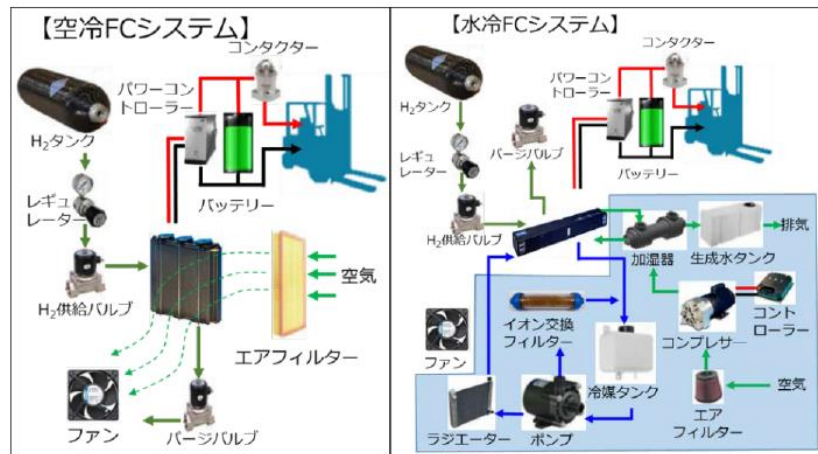 【空冷FCシステム】
コンタクター
パワーコン
トローラー
H₂タンク
レギュ
レーター
バッテリー
H₂供給バルブ
空気
エアフィルター
ファン
パージバルブ
【水冷FCシステム】
コンタクター
パワーコン
トローラー
H₂タンク
パージバルブ
レギュ
レーター
バッテリー
H₂供給バルブ
加湿器
生成水タンク
排気
イオン交換
フィルター
コンプレッサー
コント
ローラー
ファン
冷媒タンク
空気
エア
フィルター
ラジエーター
ポンプ